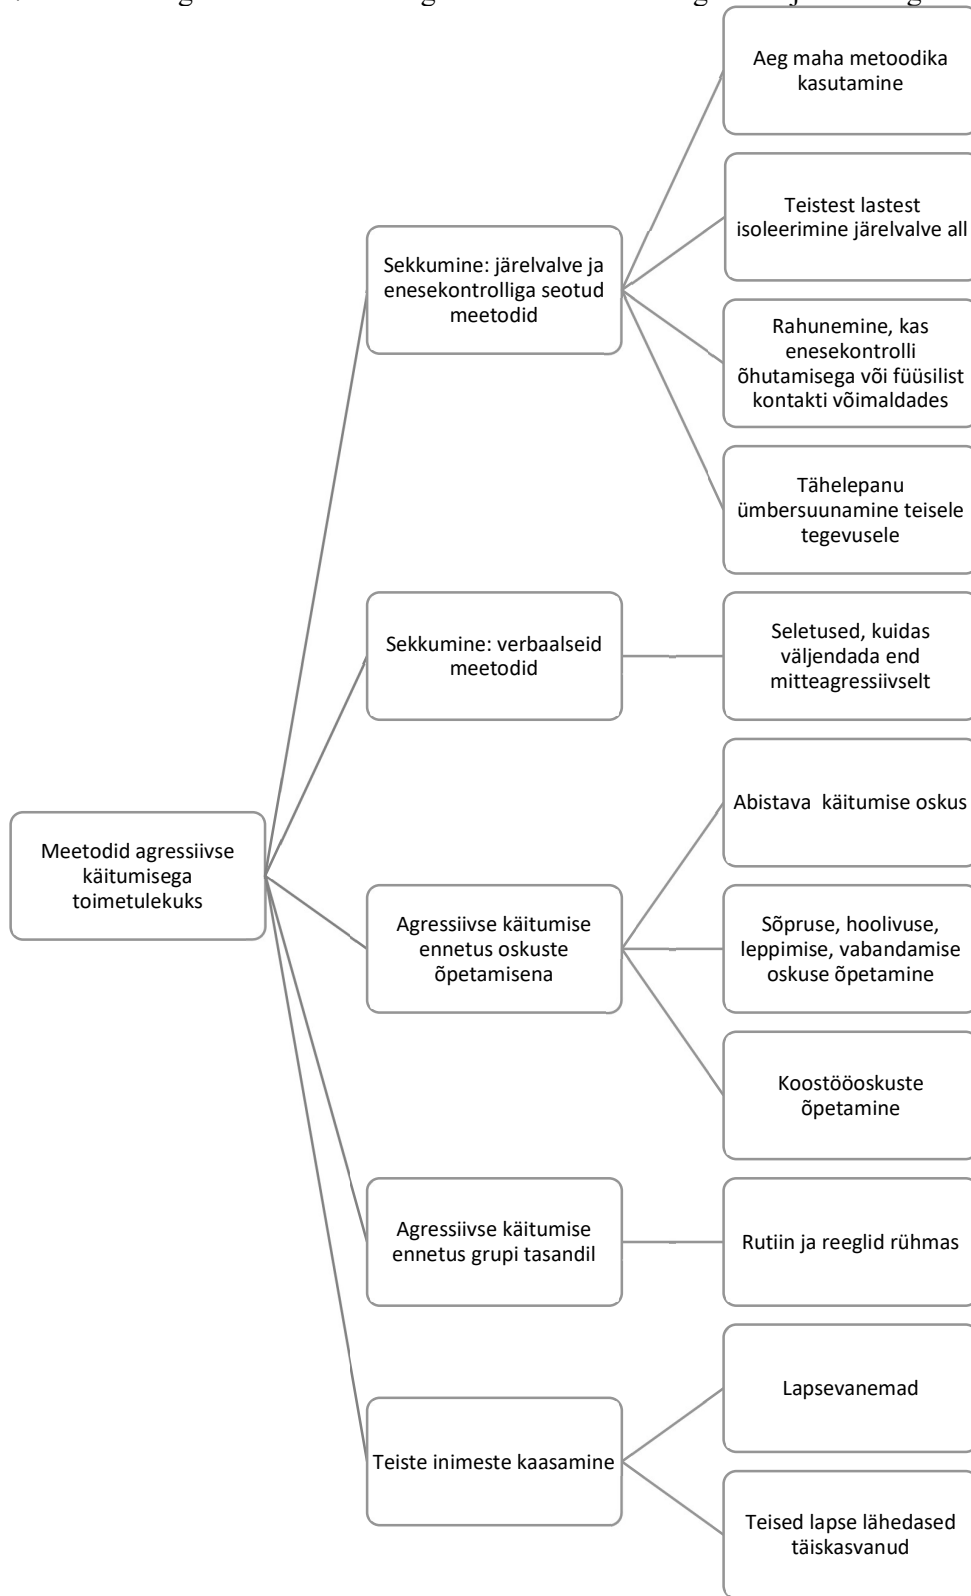 Aeg maha metoodika
kasutamine
Teistest lastest
isoleerimine järelvalve all
Sekkumine: järelvalve ja
enesekontrolliga seotud
meetodid
Rahunemine, kas
enesekontrolli
õhutamisega või füüsilist
kontakti võimaldades
Tähelepanu
ümbersuunamine teisele
tegevusele
Sekkumine: verbaalseid
meetodid
Seletused, kuidas
väljendada end
mitteagressiivselt
Abistava käitumise oskus
Meetodid agressiivse
käitumisega
toimetulekuks
Agressiivse käitumise
ennetus oskuste
õpetamisena
Sõpruse, hoolivuse,
leppimise, vabandamise
oskuse õpetamine
Koostööoskuste
õpetamine
Agressiivse käitumise
ennetus grupi tasandil
Rutiin ja reeglid rühmas
Lapsevanemad
Teiste inimeste kaasamine
Teised lapse lähedased
täiskasvanud